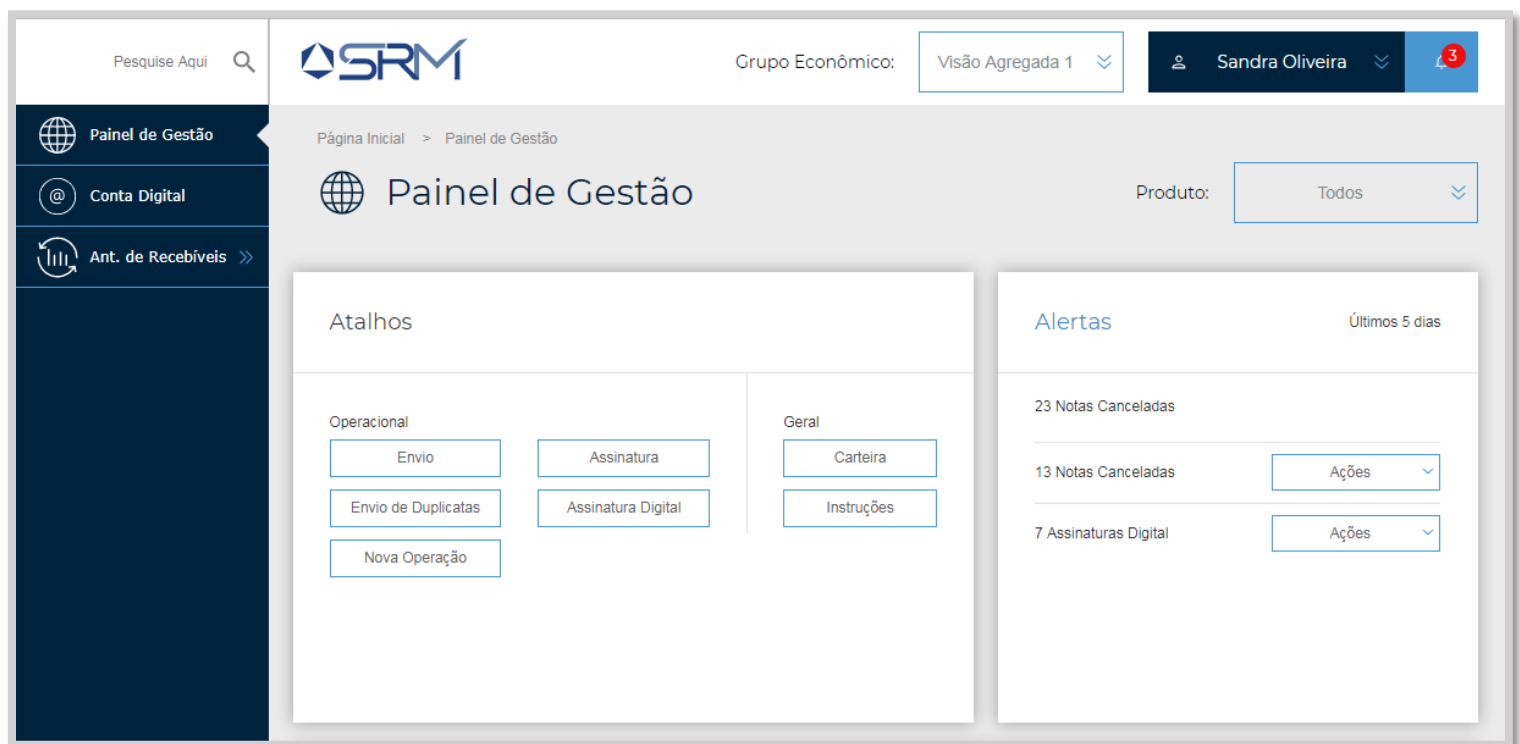 Pesquise Aqui
SRM
Grupo Econômico:
Visão Agregada 1
Sandra Oliveira
3
Painel de Gestão
@ Conta Digital
Ant. de Recebíveis
Página Inicial > Painel de Gestão
Painel de Gestão
Produto:
Todos
Atalhos
Operacional
Envio
Assinatura
Envio de Duplicatas
Assinatura Digital
Nova Operação
Geral
Carteira
Instruções
Alertas
Últimos 5 dias
23 Notas Canceladas
13 Notas Canceladas
Ações
7 Assinaturas Digital
Ações